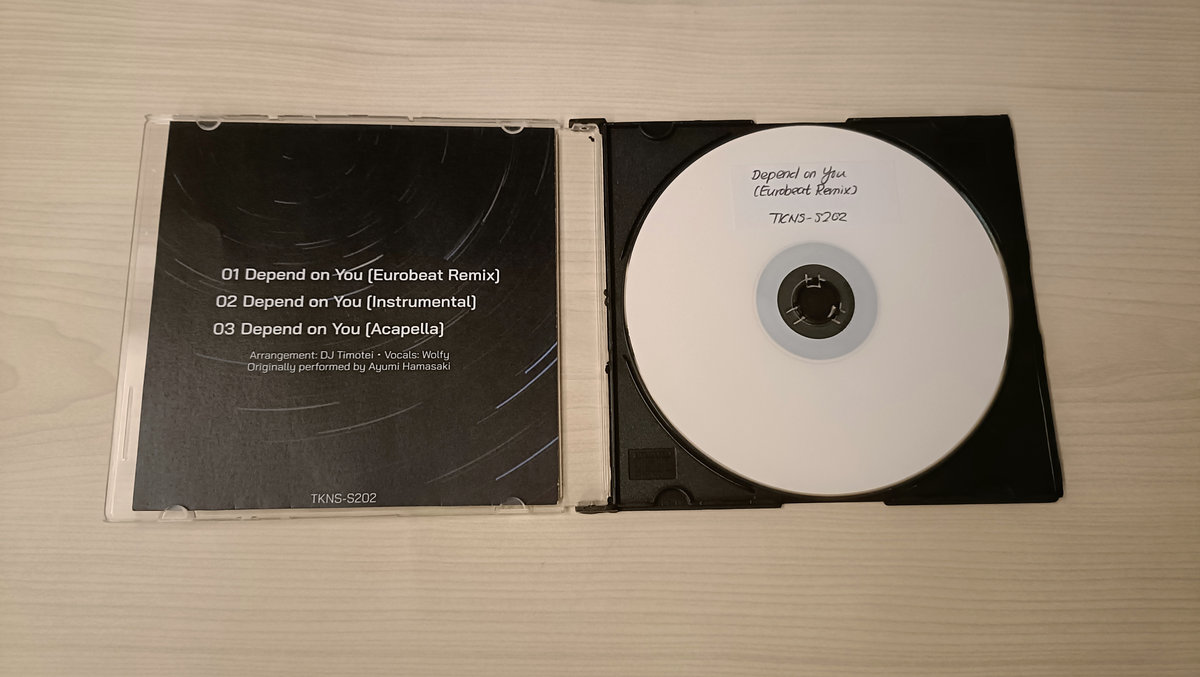 01 Depend on You (Eurobeat Remix)
02 Depend on You (Instrumental)
03 Depend on You (Acapella)
Arrangement: DJ Timotei • Vocals: Wolfy
Originally performed by Ayumi Hamasaki
TKNS-S202
Depend on You
(Eurobeat Remix)
TKNS-S202